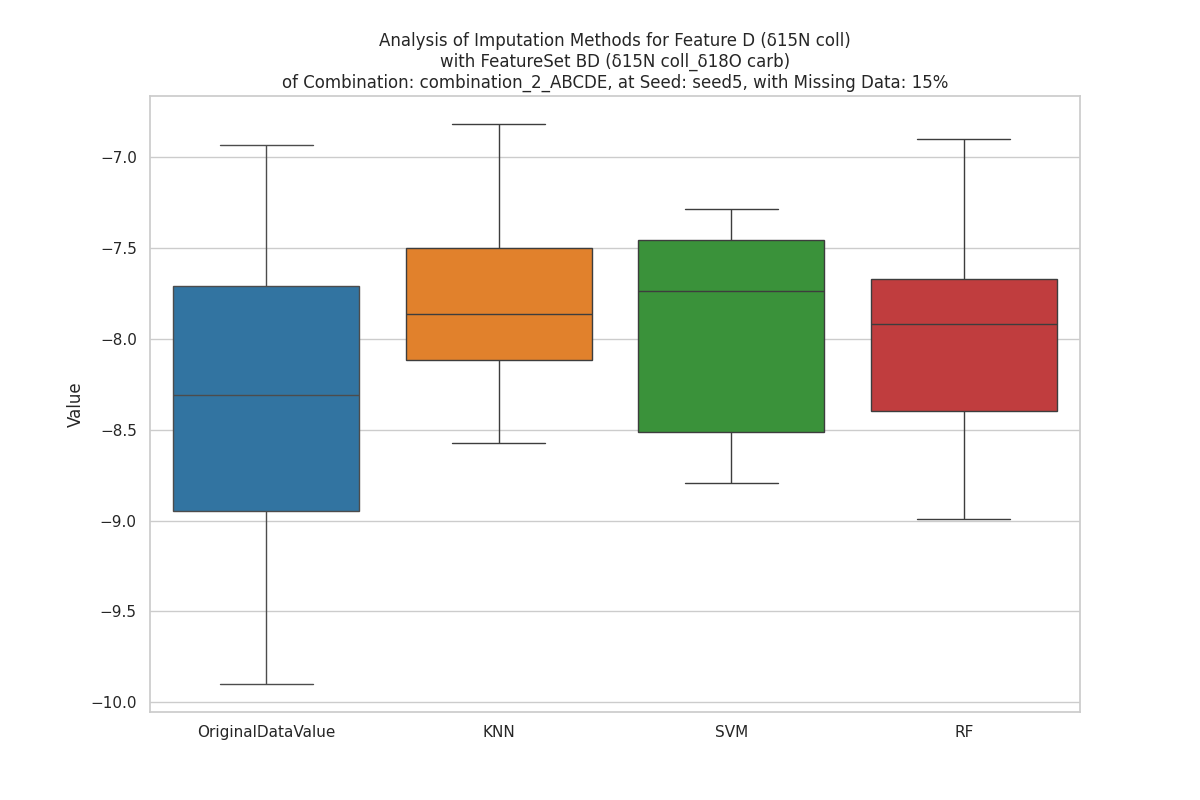 Analysis of Imputation Methods for Feature D (δ15N coll)
with FeatureSet BD (δ15N coll_δ18O carb)
of Combination: combination_2_ABCDE, at Seed: seed5, with Missing Data: 15%
Value
−7.0
−7.5
−8.0
−8.5
−9.0
−9.5
−10.0
OriginalDataValue
KNN
SVM
RF